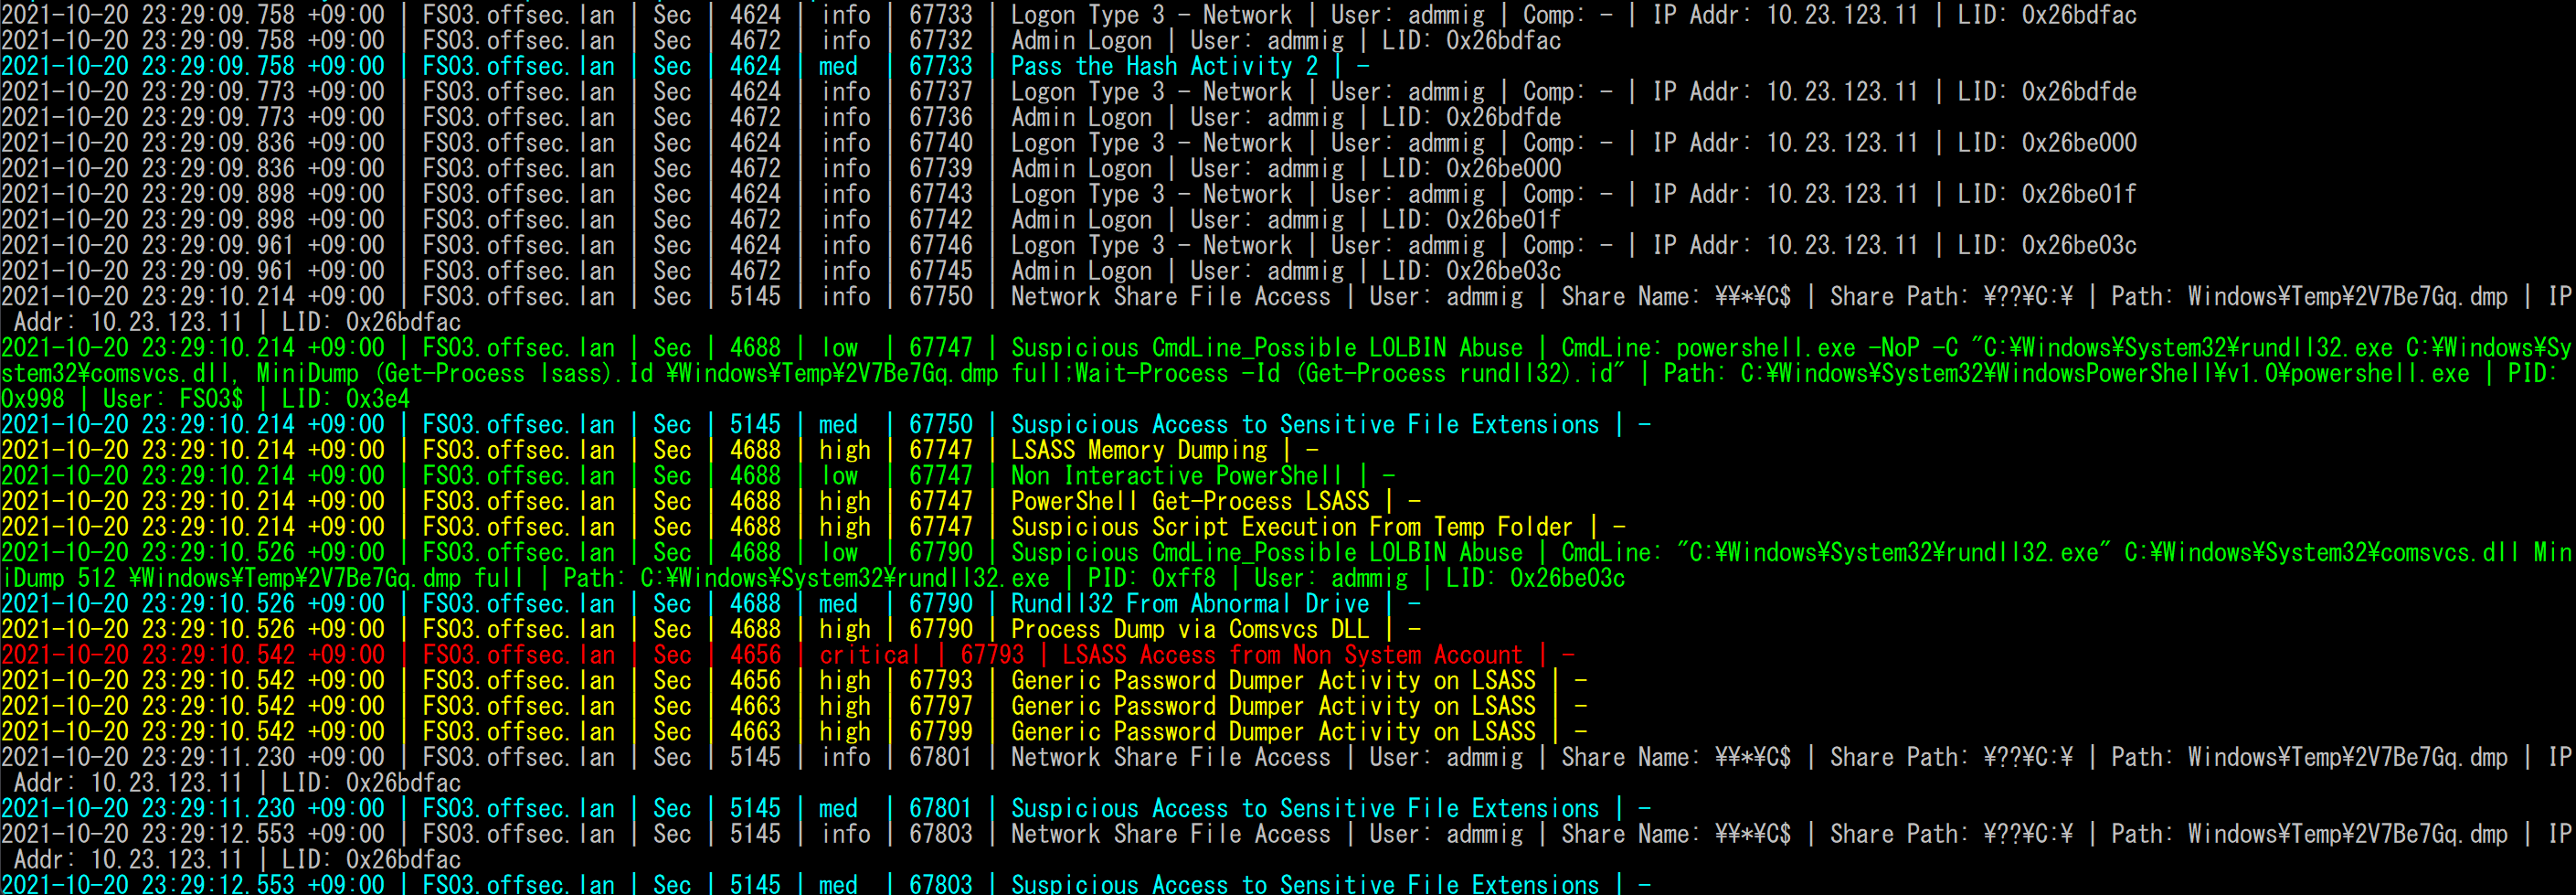 2021-10-20 23:29:09.758 +09:00 | FS03.offsec.lan | Sec | 4624 | info | 67733 | Logon Type 3 - Network | User: admmig | Comp: - | IP Addr: 10.23.123.11 | LID: 0x26bdfac
2021-10-20 23:29:09.758 +09:00 | FS03.offsec.lan | Sec | 4672 | info | 67732 | Admin Logon | User: admmig | LID: 0x26bdfac
2021-10-20 23:29:09.758 +09:00 | FS03.offsec.lan | Sec | 4624 | med  | 67733 | Pass the Hash Activity 2 | -
2021-10-20 23:29:09.773 +09:00 | FS03.offsec.lan | Sec | 4624 | info | 67737 | Logon Type 3 - Network | User: admmig | Comp: - | IP Addr: 10.23.123.11 | LID: 0x26bdfde
2021-10-20 23:29:09.773 +09:00 | FS03.offsec.lan | Sec | 4672 | info | 67736 | Admin Logon | User: admmig | LID: 0x26bdfde
2021-10-20 23:29:09.836 +09:00 | FS03.offsec.lan | Sec | 4624 | info | 67740 | Logon Type 3 - Network | User: admmig | Comp: - | IP Addr: 10.23.123.11 | LID: 0x26be000
2021-10-20 23:29:09.836 +09:00 | FS03.offsec.lan | Sec | 4672 | info | 67739 | Admin Logon | User: admmig | LID: 0x26be000
2021-10-20 23:29:09.898 +09:00 | FS03.offsec.lan | Sec | 4624 | info | 67743 | Logon Type 3 - Network | User: admmig | Comp: - | IP Addr: 10.23.123.11 | LID: 0x26be01f
2021-10-20 23:29:09.898 +09:00 | FS03.offsec.lan | Sec | 4672 | info | 67742 | Admin Logon | User: admmig | LID: 0x26be01f
2021-10-20 23:29:09.961 +09:00 | FS03.offsec.lan | Sec | 4624 | info | 67746 | Logon Type 3 - Network | User: admmig | Comp: - | IP Addr: 10.23.123.11 | LID: 0x26be03c
2021-10-20 23:29:09.961 +09:00 | FS03.offsec.lan | Sec | 4672 | info | 67745 | Admin Logon | User: admmig | LID: 0x26be03c
2021-10-20 23:29:10.214 +09:00 | FS03.offsec.lan | Sec | 5145 | info | 67750 | Network Share File Access | User: admmig | Share Name: ¥¥*¥C$ | Share Path: ¥??¥C:¥ | Path: Windows¥Temp¥2V7Be7Gq.dmp | IP
 Addr: 10.23.123.11 | LID: 0x26bdfac
2021-10-20 23:29:10.214 +09:00 | FS03.offsec.lan | Sec | 4688 | low  | 67747 | Suspicious CmdLine_Possible LOLBIN Abuse | CmdLine: powershell.exe -NoP -C "C:¥Windows¥System32¥rundll32.exe C:¥Windows¥Sy
stem32¥comsvcs.dll, MiniDump (Get-Process lsass).Id ¥Windows¥Temp¥2V7Be7Gq.dmp full;Wait-Process -Id (Get-Process rundll32).id" | Path: C:¥Windows¥System32¥WindowsPowerShell¥v1.0¥powershell.exe | PID:
0x998 | User: FS03$ | LID: 0x3e4
2021-10-20 23:29:10.214 +09:00 | FS03.offsec.lan | Sec | 5145 | med  | 67750 | Suspicious Access to Sensitive File Extensions | -
2021-10-20 23:29:10.214 +09:00 | FS03.offsec.lan | Sec | 4688 | high | 67747 | LSASS Memory Dumping | -
2021-10-20 23:29:10.214 +09:00 | FS03.offsec.lan | Sec | 4688 | low  | 67747 | Non Interactive PowerShell | -
2021-10-20 23:29:10.214 +09:00 | FS03.offsec.lan | Sec | 4688 | high | 67747 | PowerShell Get-Process LSASS | -
2021-10-20 23:29:10.214 +09:00 | FS03.offsec.lan | Sec | 4688 | high | 67747 | Suspicious Script Execution From Temp Folder | -
2021-10-20 23:29:10.526 +09:00 | FS03.offsec.lan | Sec | 4688 | low  | 67790 | Suspicious CmdLine_Possible LOLBIN Abuse | CmdLine: "C:¥Windows¥System32¥rundll32.exe" C:¥Windows¥System32¥comsvcs.dll Min
iDump 512 ¥Windows¥Temp¥2V7Be7Gq.dmp full | Path: C:¥Windows¥System32¥rundll32.exe | PID: 0xff8 | User: admmig | LID: 0x26be03c
2021-10-20 23:29:10.526 +09:00 | FS03.offsec.lan | Sec | 4688 | med  | 67790 | Rundll32 From Abnormal Drive | -
2021-10-20 23:29:10.526 +09:00 | FS03.offsec.lan | Sec | 4688 | high | 67790 | Process Dump via Comsvcs DLL | -
2021-10-20 23:29:10.542 +09:00 | FS03.offsec.lan | Sec | 4656 | critical | 67793 | LSASS Access from Non System Account | -
2021-10-20 23:29:10.542 +09:00 | FS03.offsec.lan | Sec | 4656 | high | 67793 | Generic Password Dumper Activity on LSASS | -
2021-10-20 23:29:10.542 +09:00 | FS03.offsec.lan | Sec | 4663 | high | 67797 | Generic Password Dumper Activity on LSASS | -
2021-10-20 23:29:10.542 +09:00 | FS03.offsec.lan | Sec | 4663 | high | 67799 | Generic Password Dumper Activity on LSASS | -
2021-10-20 23:29:11.230 +09:00 | FS03.offsec.lan | Sec | 5145 | info | 67801 | Network Share File Access | User: admmig | Share Name: ¥¥*¥C$ | Share Path: ¥??¥C:¥ | Path: Windows¥Temp¥2V7Be7Gq.dmp | IP
 Addr: 10.23.123.11 | LID: 0x26bdfac
2021-10-20 23:29:11.230 +09:00 | FS03.offsec.lan | Sec | 5145 | med  | 67801 | Suspicious Access to Sensitive File Extensions | -
2021-10-20 23:29:12.553 +09:00 | FS03.offsec.lan | Sec | 5145 | info | 67803 | Network Share File Access | User: admmig | Share Name: ¥¥*¥C$ | Share Path: ¥??¥C:¥ | Path: Windows¥Temp¥2V7Be7Gq.dmp | IP
 Addr: 10.23.123.11 | LID: 0x26bdfac
2021-10-20 23:29:12.553 +09:00 | FS03.offsec.lan | Sec | 5145 | med  | 67803 | Suspicious Access to Sensitive File Extensions | -